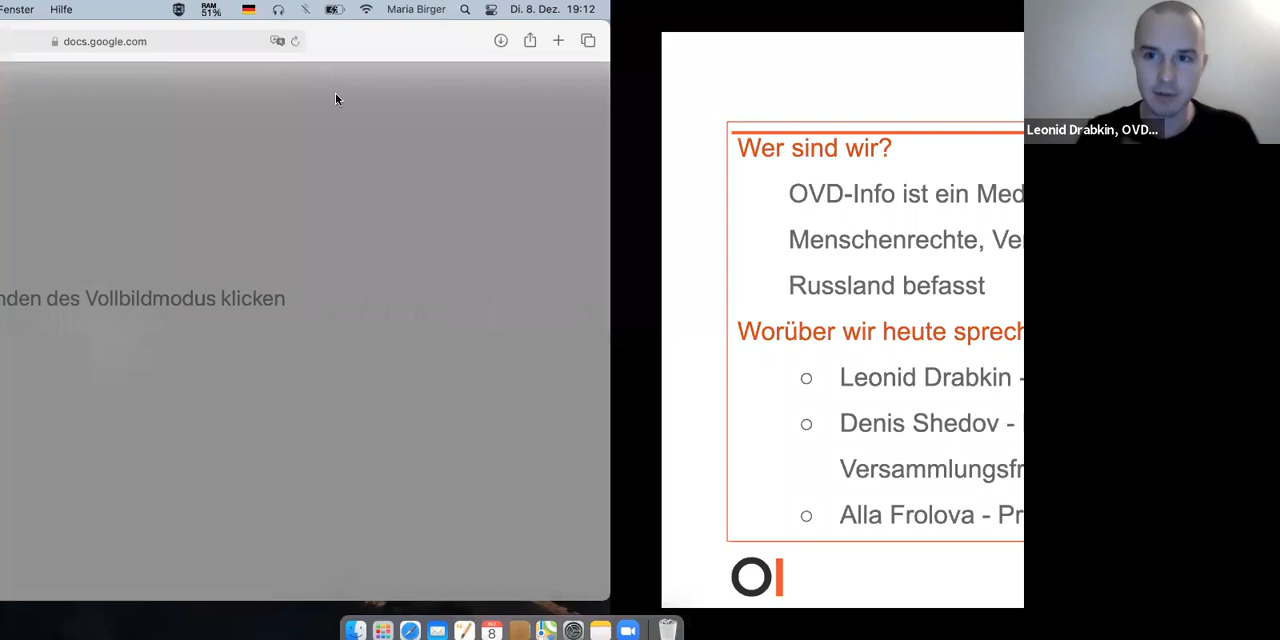 Fenster Hilfe RAM 51% Maria Birger Di. 8. Dez. 19:12
docs.google.com
nden des Vollbildmodus klicken
Wer sind wir?
OVD-Info ist ein Med
Menschenrechte, Ve
Russland befasst
Worüber wir heute sprech
Leonid Drabkin -
Denis Shedov -
Versammlungsfr
Alla Frolova - Pr
OI
Leonid Drabkin, OVD...
8